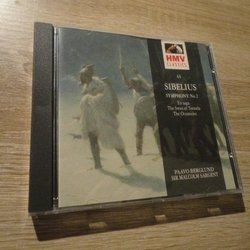 HMV
CLASSICS
SIBELIUS
SYMPHONY No.2
En saga
The Swan of Tuonela
The Oceanides
PAAVO BERGLUND
SIR MALCOLM SARGENT